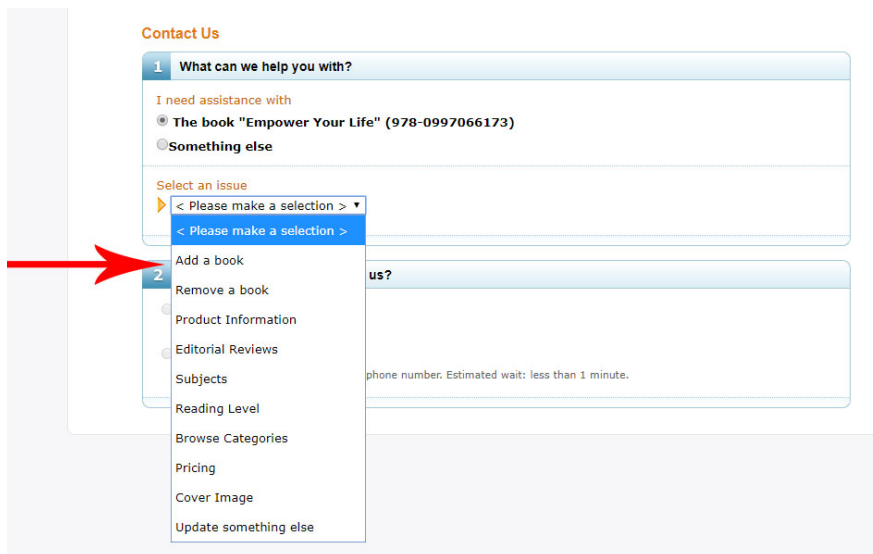 Contact Us
1 What can we help you with?
I need assistance with
The book "Empower Your Life" (978-0997066173)
Something else
Select an issue
< Please make a selection >
< Please make a selection >
Add a book
2 us?
Remove a book
Product Information
Editorial Reviews
phone number. Estimated wait: less than 1 minute.
Subjects
Reading Level
Browse Categories
Pricing
Cover Image
Update something else